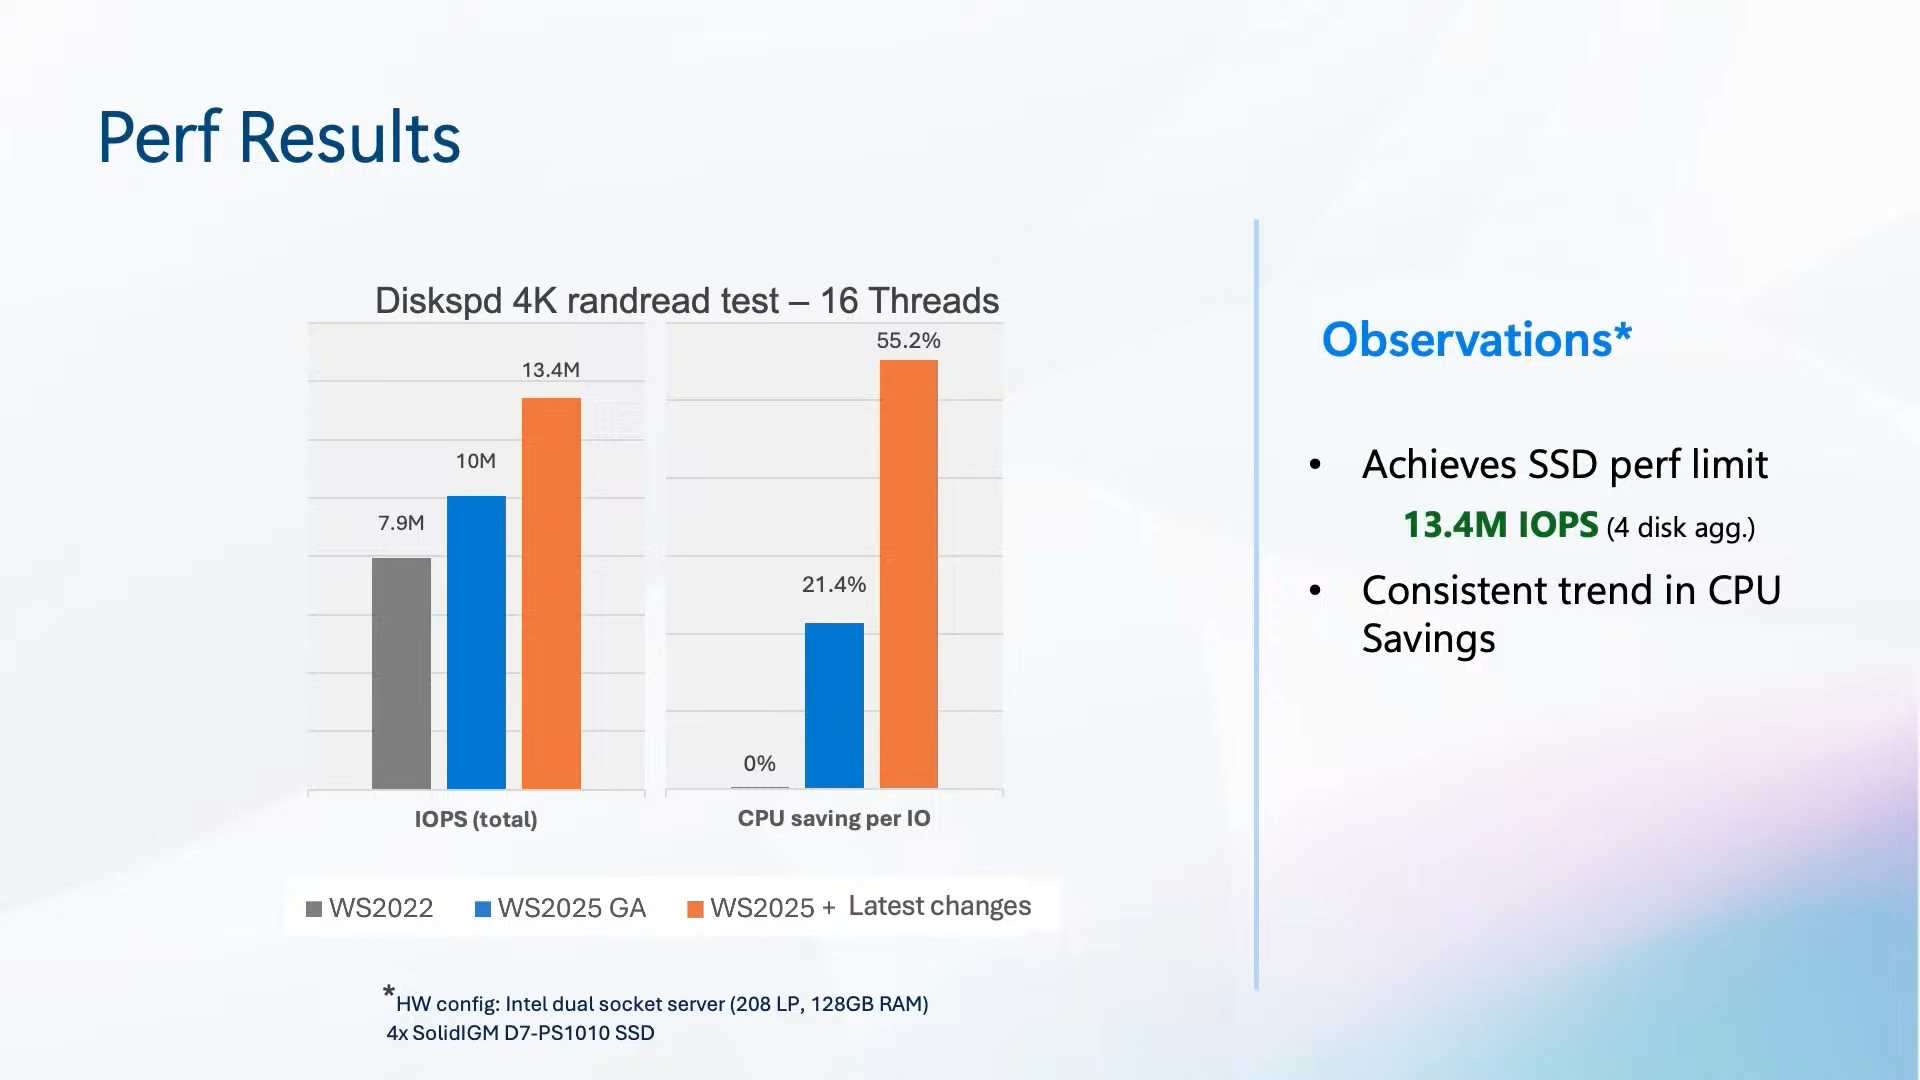 Perf Results
Diskspd 4K randread test – 16 Threads
13.4M
10M
7.9M
IOPS (total)
55.2%
21.4%
0%
CPU saving per IO
WS2022 WS2025 GA WS2025 + Latest changes
*HW config: Intel dual socket server (208 LP, 128GB RAM)
4x SolidIGM D7-PS1010 SSD
Observations*
• Achieves SSD perf limit
13.4M IOPS (4 disk agg.)
• Consistent trend in CPU
Savings